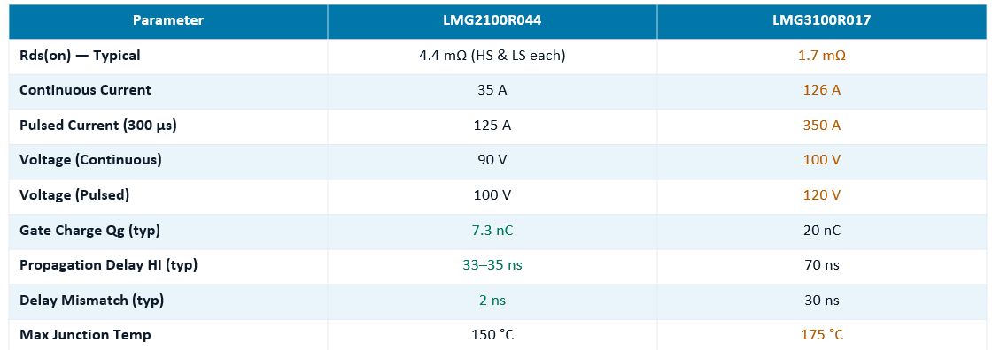 Parameter LMG2100R044 LMG3100R017
Rds(on) — Typical 4.4 mΩ (HS & LS each) 1.7 mΩ
Continuous Current 35 A 126 A
Pulsed Current (300 µs) 125 A 350 A
Voltage (Continuous) 90 V 100 V
Voltage (Pulsed) 100 V 120 V
Gate Charge Qg (typ) 7.3 nC 20 nC
Propagation Delay HI (typ) 33–35 ns 70 ns
Delay Mismatch (typ) 2 ns 30 ns
Max Junction Temp 150 °C 175 °C